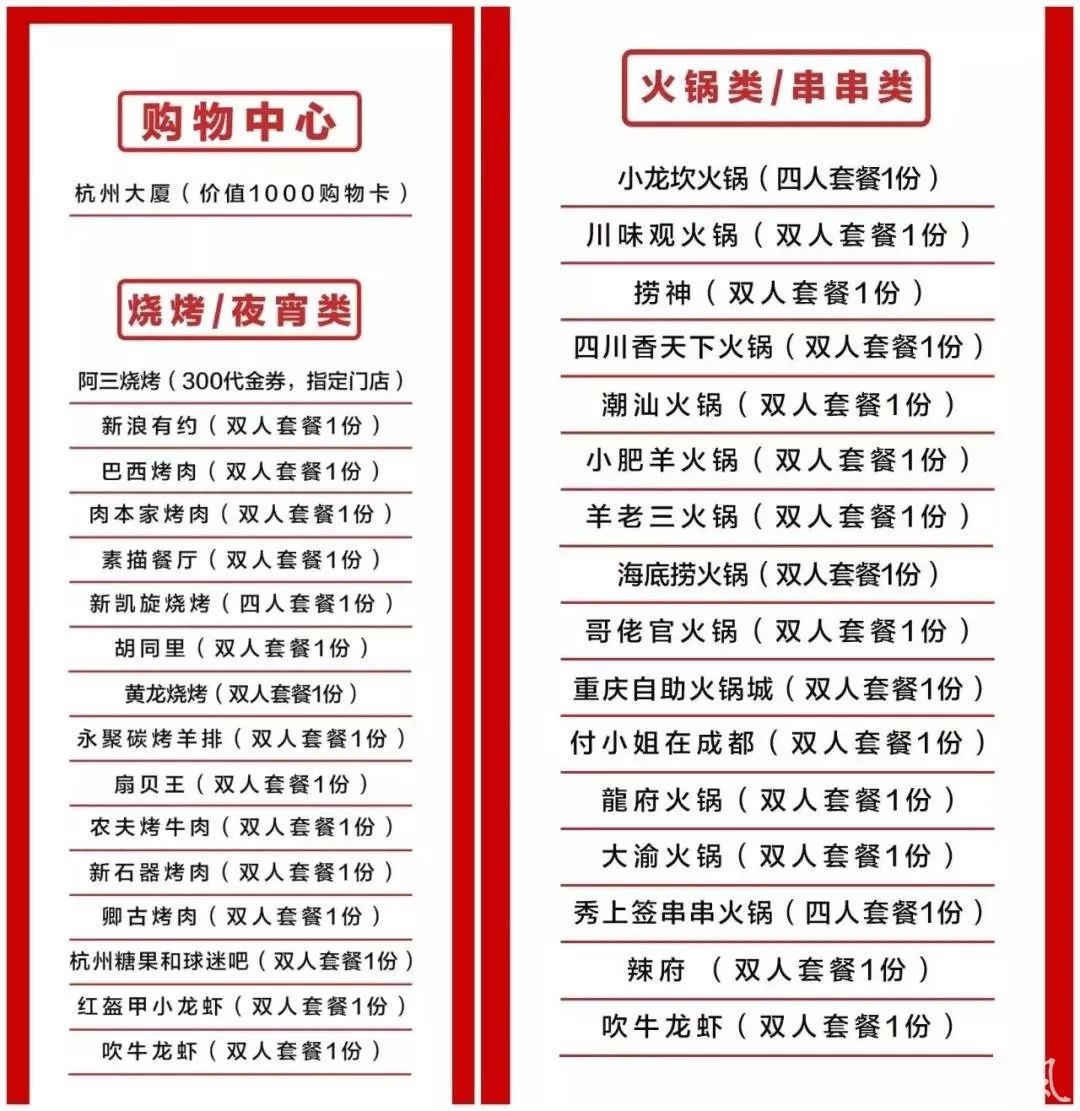 购物中心
杭州大厦（价值1000购物卡）
烧烤/夜宵类
阿三烧烤（300代金券，指定门店）
新浪有约（双人套餐1份）
巴西烤肉（双人套餐1份）
肉本家烤肉（双人套餐1份）
素描餐厅（双人套餐1份）
新凯旋烧烤（四人套餐1份）
胡同里（双人套餐1份）
黄龙烧烤（双人套餐1份）
永聚碳烤羊排（双人套餐1份）
扇贝王（双人套餐1份）
农夫烤牛肉（双人套餐1份）
新石器烤肉（双人套餐1份）
卿古烤肉（双人套餐1份）
杭州糖果和球迷吧（双人套餐1份）
红盔甲小龙虾（双人套餐1份）
吹牛龙虾（双人套餐1份）
火锅类/串串类
小龙坎火锅（四人套餐1份）
川味观火锅（双人套餐1份）
捞神（双人套餐1份）
四川香天下火锅（双人套餐1份）
潮汕火锅（双人套餐1份）
小肥羊火锅（双人套餐1份）
羊老三火锅（双人套餐1份）
海底捞火锅（双人套餐1份）
哥佬官火锅（双人套餐1份）
重庆自助火锅城（双人套餐1份）
付小姐在成都（双人套餐1份）
龍府火锅（双人套餐1份）
大渝火锅（双人套餐1份）
秀上签串串火锅（四人套餐1份）
辣府 （双人套餐1份）
吹牛龙虾（双人套餐1份）